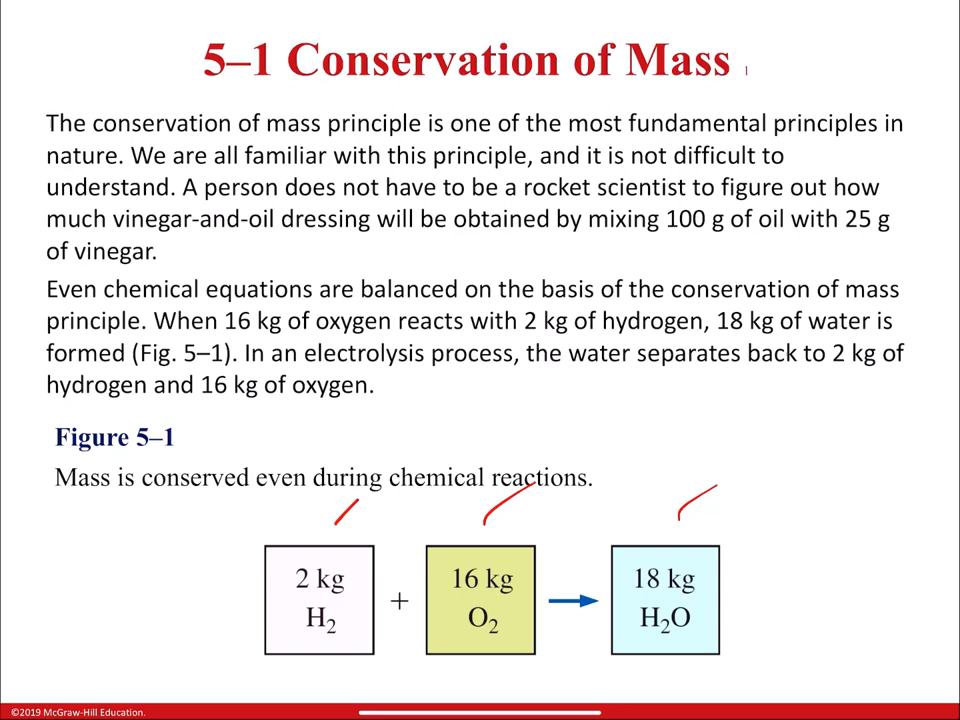 5–1 Conservation of Mass 1
The conservation of mass principle is one of the most fundamental principles in
nature. We are all familiar with this principle, and it is not difficult to
understand. A person does not have to be a rocket scientist to figure out how
much vinegar-and-oil dressing will be obtained by mixing 100 g of oil with 25 g
of vinegar.
Even chemical equations are balanced on the basis of the conservation of mass
principle. When 16 kg of oxygen reacts with 2 kg of hydrogen, 18 kg of water is
formed (Fig. 5–1). In an electrolysis process, the water separates back to 2 kg of
hydrogen and 16 kg of oxygen.
Figure 5–1
Mass is conserved even during chemical reactions.
2 kg
H₂
+
16 kg
O₂
18 kg
H₂O
©2019 McGraw-Hill Education.